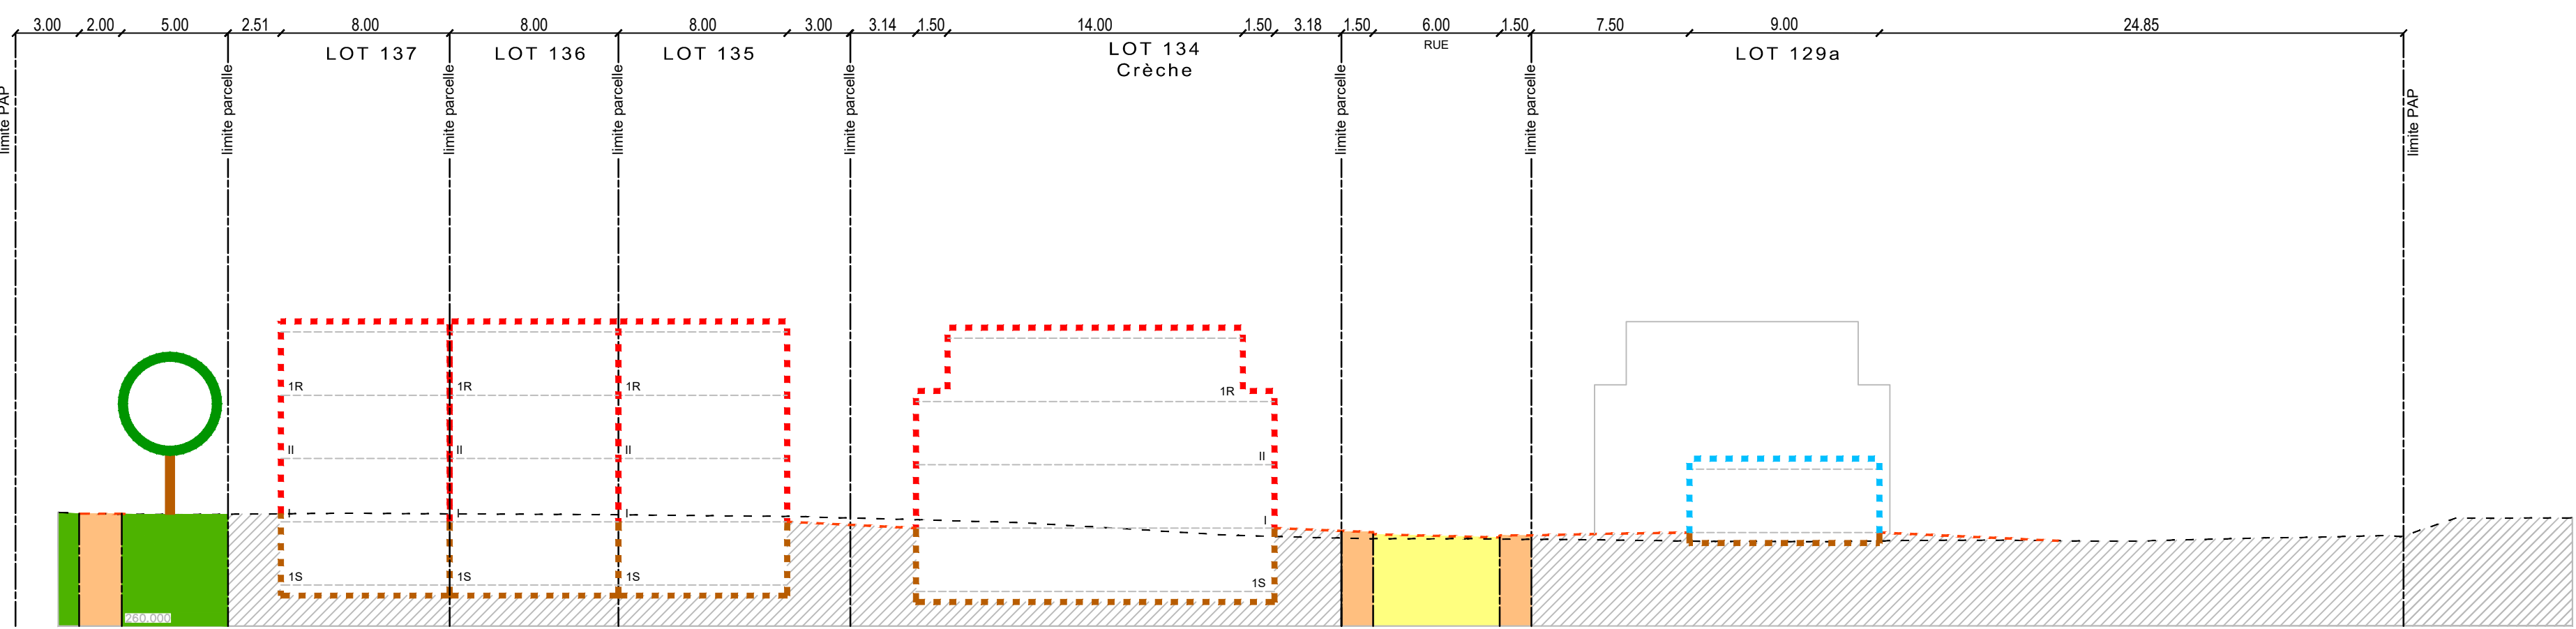 3.00 2.00 5.00 2.51 8.00 8.00 8.00 3.00 3.14 1.50 14.00 1.50 3.18 1.50 6.00 1.50 7.50 9.00 24.85
RUE
LOT 137 LOT 136 LOT 135 LOT 134 LOT 129a
Crèche
limite PAP
limite parcelle
limite parcelle
limite parcelle
limite parcelle
limite parcelle
limite parcelle
limite PAP
1R 1R 1R 1R
II II II II
I I I I
1S 1S 1S 1S
260.000